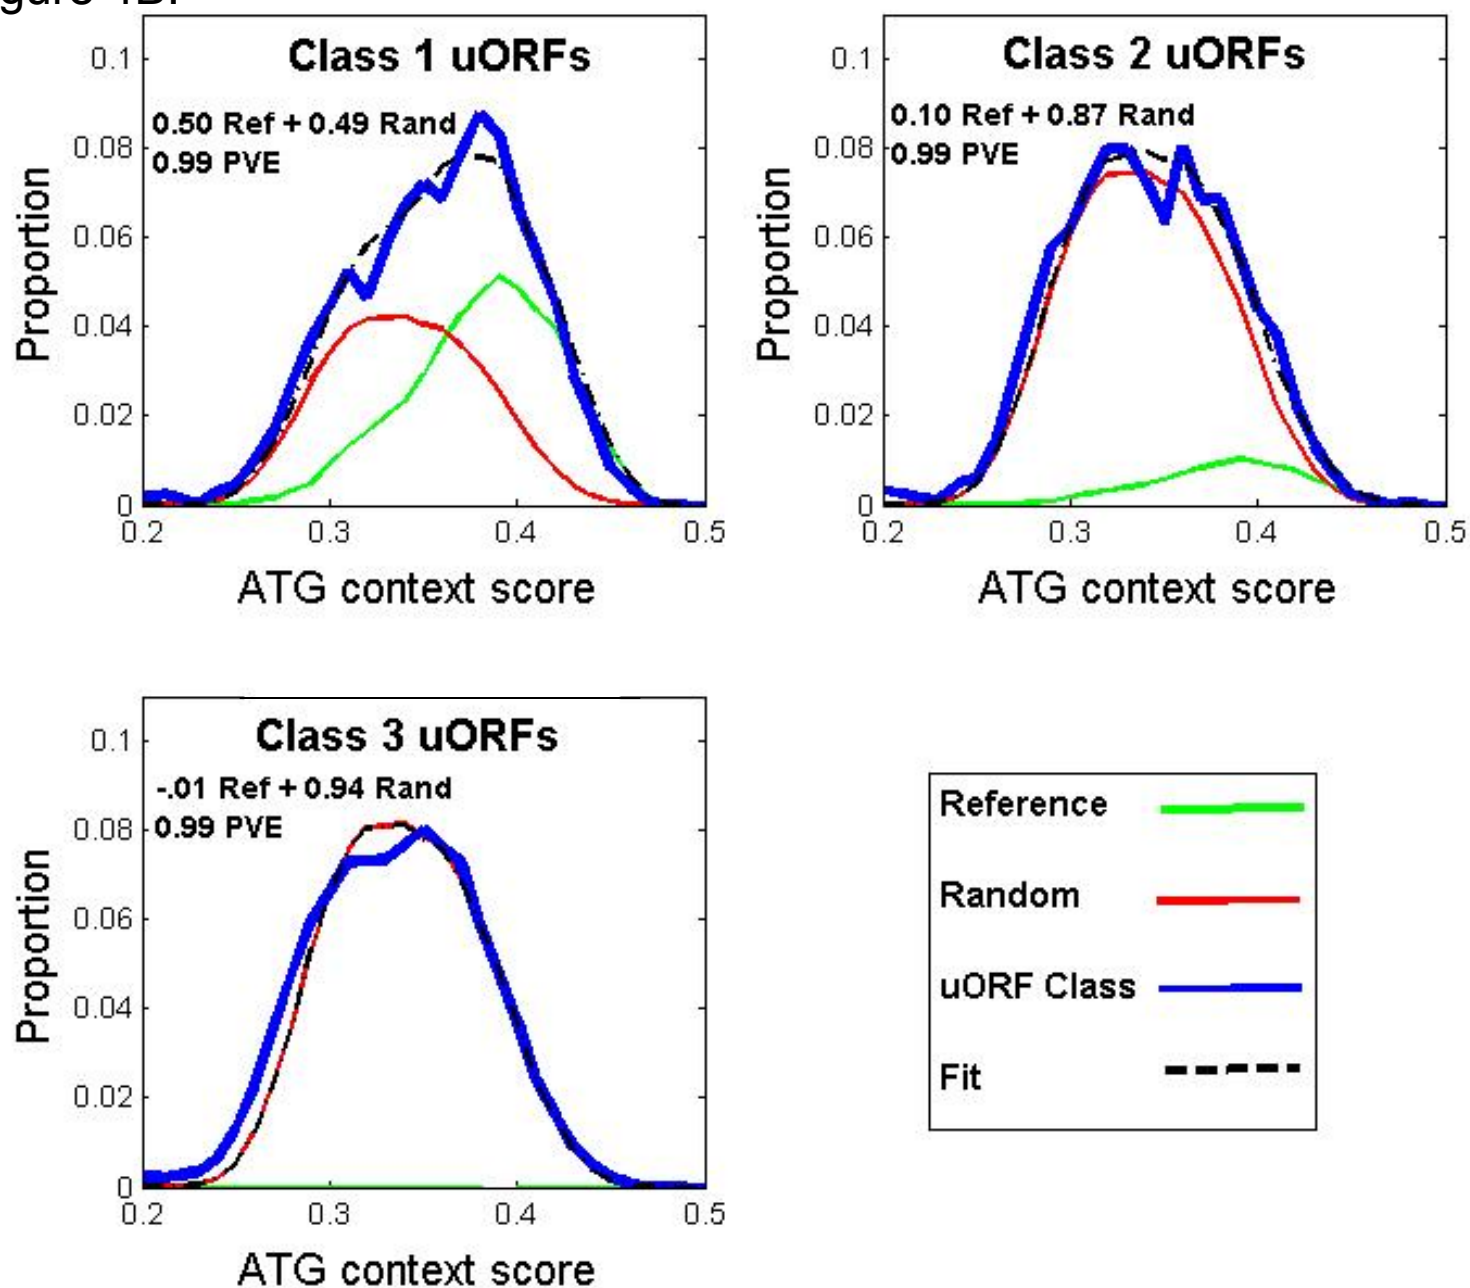 Class 1 uORFs
0.50 Ref + 0.49 Rand
0.99 PVE
Proportion
0.1
0.08
0.06
0.04
0.02
0
0.2
0.3
0.4
0.5
ATG context score
Class 2 uORFs
0.10 Ref + 0.87 Rand
0.99 PVE
Proportion
0.1
0.08
0.06
0.04
0.02
0
0.2
0.3
0.4
0.5
ATG context score
Class 3 uORFs
-.01 Ref + 0.94 Rand
0.99 PVE
Proportion
0.1
0.08
0.06
0.04
0.02
0
0.2
0.3
0.4
0.5
ATG context score
Reference
Random
uORF Class
Fit